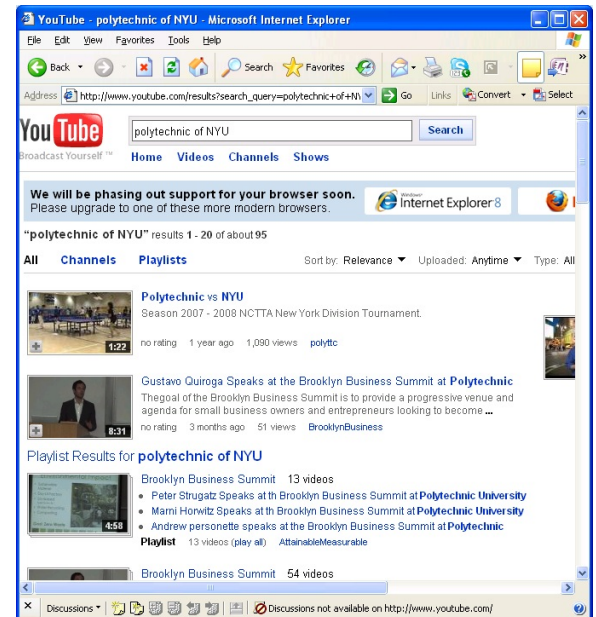 YouTube - polytechnic of NYU - Microsoft Internet Explorer
File Edit View Favorites Tools Help
Back Search Favorites
Address http://www.youtube.com/results?search_query=polytechnic+of+N Go Links Convert Select
You Tube polytechnic of NYU Search
Broadcast Yourself ™ Home Videos Channels Shows
We will be phasing out support for your browser soon.
Please upgrade to one of these more modern browsers.
Windows Internet Explorer 8
"polytechnic of NYU" results 1 - 20 of about 95
All Channels Playlists Sort by: Relevance ▼ Uploaded: Anytime ▼ Type: All
Polytechnic vs NYU
Season 2007 - 2008 NCTTA New York Division Tournament.
1:22 no rating 1 year ago 1,090 views polyttc
Gustavo Quiroga Speaks at the Brooklyn Business Summit at Polytechnic
Thegoal of the Brooklyn Business Summit is to provide a progressive venue and
agenda for small business owners and entrepreneurs looking to become ...
8:31 no rating 3 months ago 51 views BrooklynBusiness
Playlist Results for polytechnic of NYU
Brooklyn Business Summit 13 videos
• Peter Strugatz Speaks at th Brooklyn Business Summit at Polytechnic University
• Marni Horwitz Speaks at th Brooklyn Business Summit at Polytechnic University
4:58 • Andrew personette speaks at the Brooklyn Business Summit at Polytechnic
Playlist 13 videos (play all) AttainableMeasurable
Brooklyn Business Summit 54 videos
Discussions Discussions not available on http://www.youtube.com/